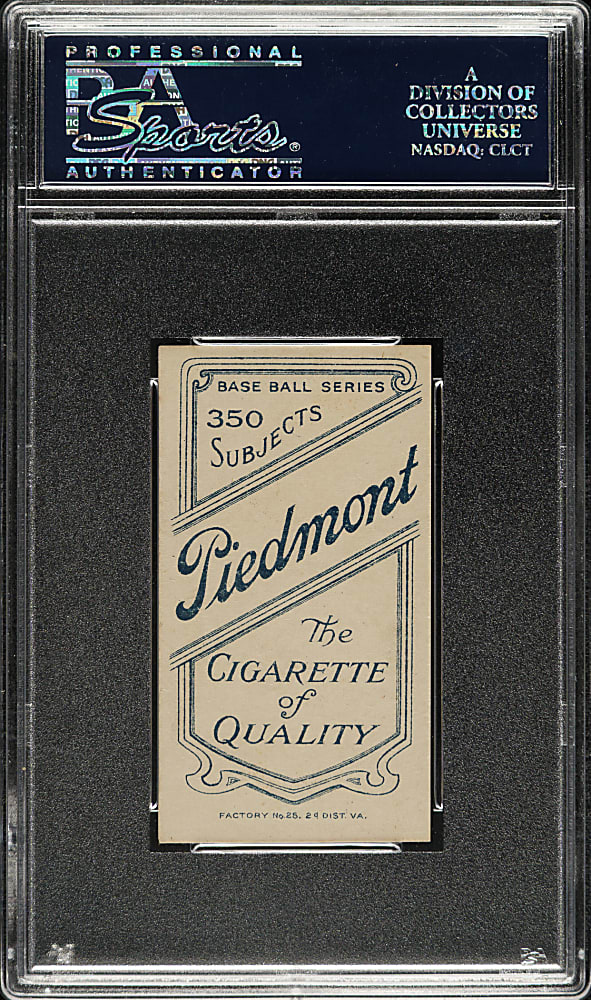 PROFESSIONAL
PSA
Sports®
AUTHENTICATOR
A
DIVISION OF
COLLECTORS
UNIVERSE
NASDAQ: CLCT
BASE BALL SERIES
350
SUBJECTS
Piedmont
The
CIGARETTE
of
QUALITY
FACTORY No. 25, 2d DIST. VA.
PSA